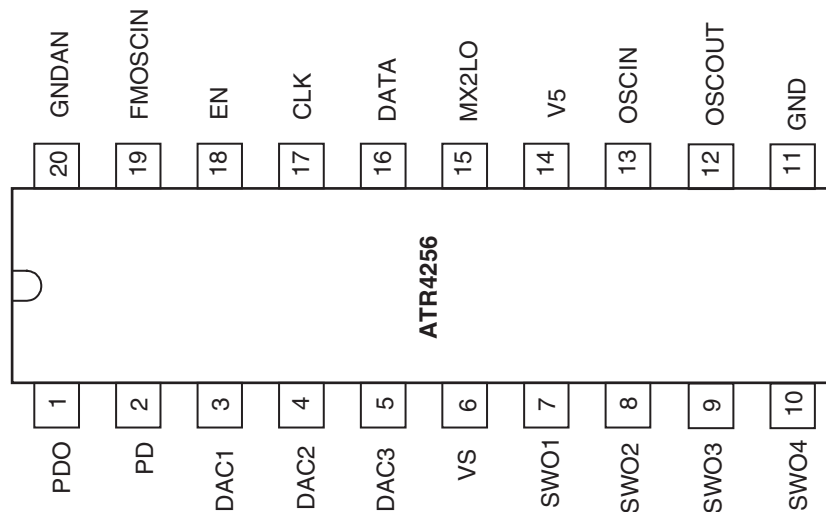 GNDAN
FMOSCIN
EN
CLK
DATA
MX2LO
V5
OSCIN
OSCOUT
GND
20
19
18
17
16
15
14
13
12
11
ATR4256
1
2
3
4
5
6
7
8
9
10
PDO
PD
DAC1
DAC2
DAC3
VS
SWO1
SWO2
SWO3
SWO4